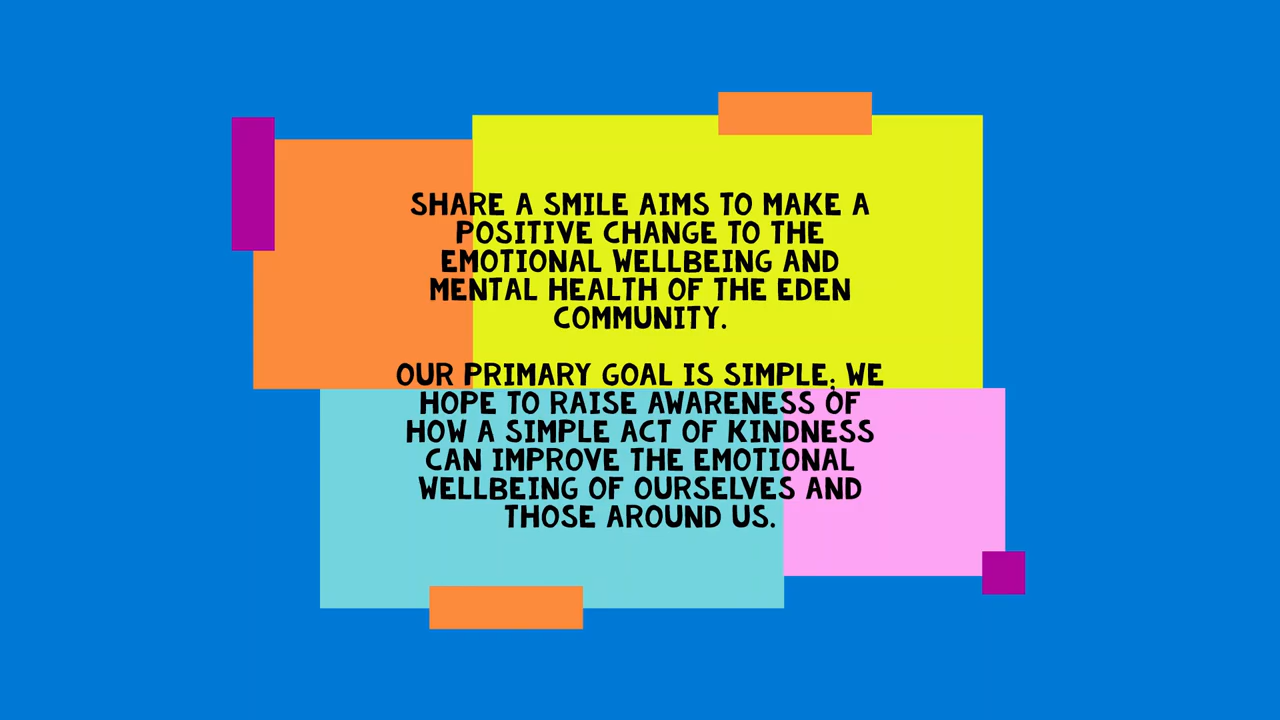 SHARE A SMILE AIMS TO MAKE A
POSITIVE CHANGE TO THE
EMOTIONAL WELLBEING AND
MENTAL HEALTH OF THE EDEN
COMMUNITY.
OUR PRIMARY GOAL IS SIMPLE; WE
HOPE TO RAISE AWARENESS OF
HOW A SIMPLE ACT OF KINDNESS
CAN IMPROVE THE EMOTIONAL
WELLBEING OF OURSELVES AND
THOSE AROUND US.